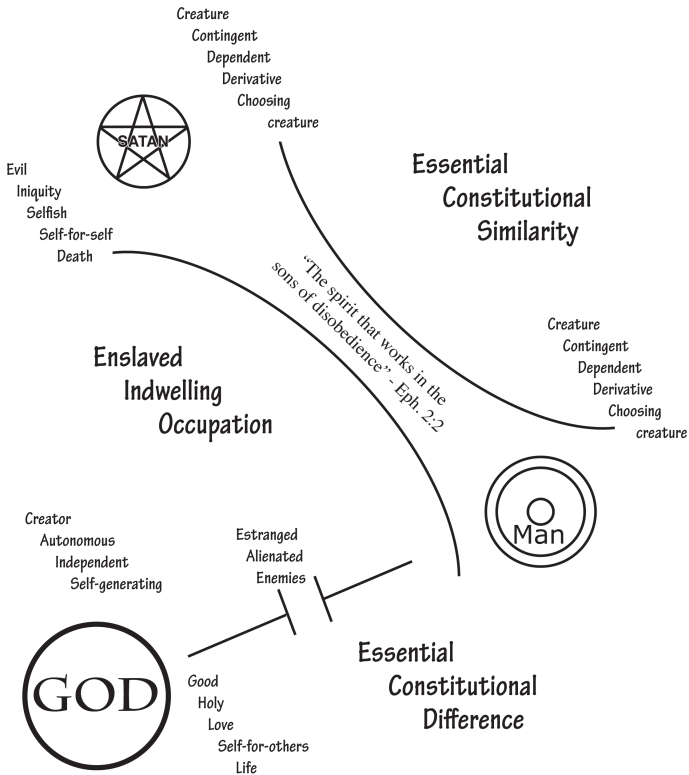 Creature
Contingent
Dependent
Derivative
Choosing
creature
SATAN
Evil
Iniquity
Selfish
Self-for-self
Death
Essential
Constitutional
Similarity
“The spirit that works in the
sons of disobedience” - Eph. 2:2
Creature
Contingent
Dependent
Derivative
Choosing
creature
Enslaved
Indwelling
Occupation
Man
Creator
Autonomous
Independent
Self-generating
Estranged
Alienated
Enemies
GOD
Good
Holy
Love
Self-for-others
Life
Essential
Constitutional
Difference